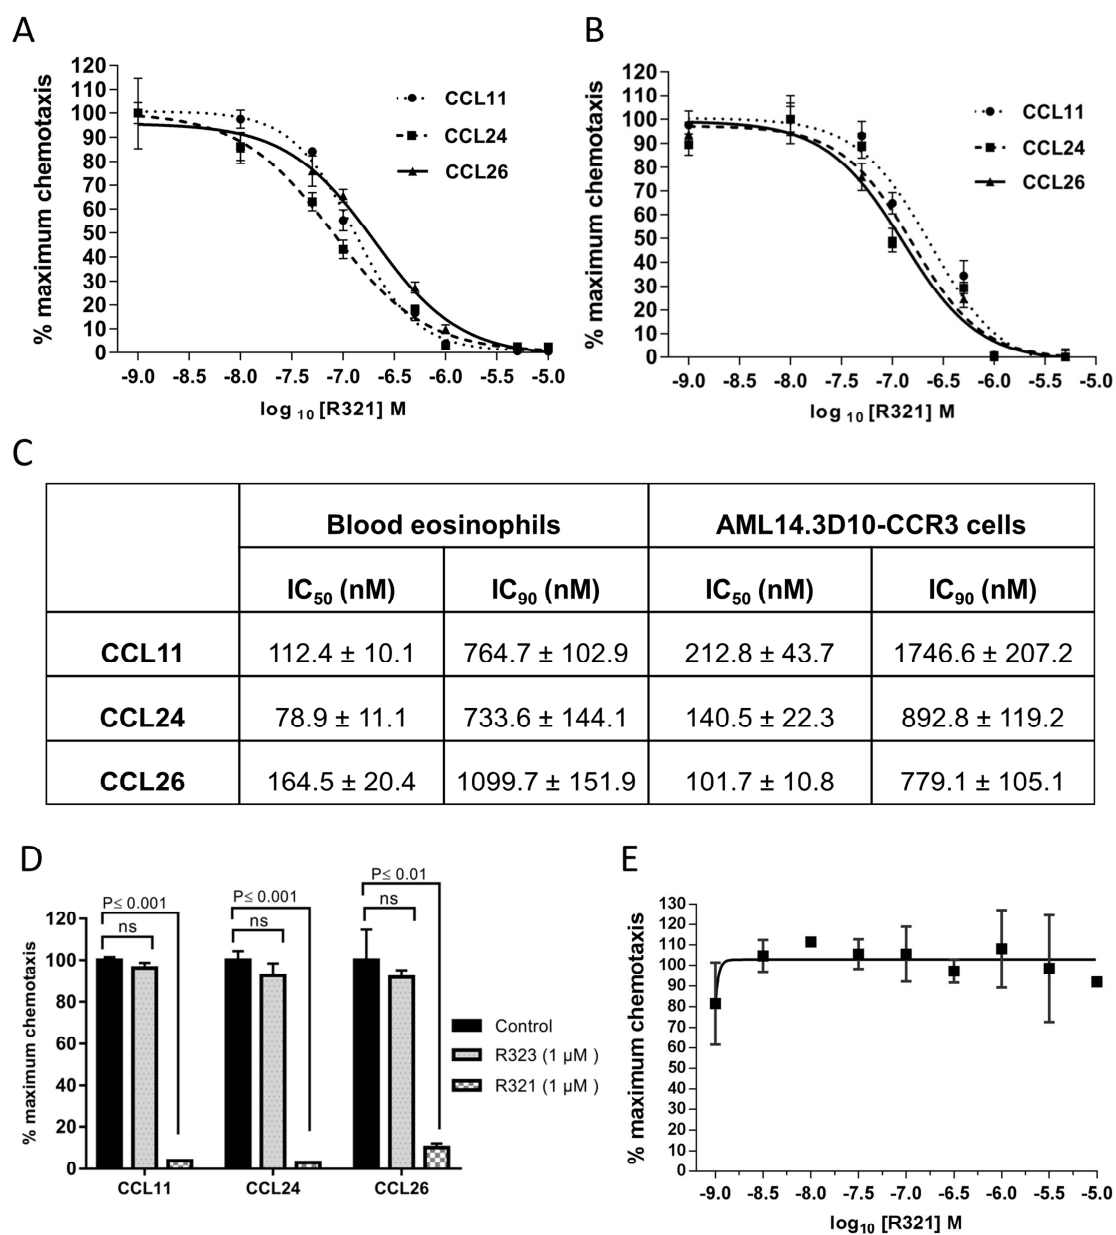 A
120
110
100
90
80
70
60
50
40
30
20
10
0
% maximum chemotaxis
CCL11
CCL24
CCL26
-9.0 -8.5 -8.0 -7.5 -7.0 -6.5 -6.0 -5.5 -5.0
log 10 [R321] M
B
120
110
100
90
80
70
60
50
40
30
20
10
0
% maximum chemotaxis
CCL11
CCL24
CCL26
-9.0 -8.5 -8.0 -7.5 -7.0 -6.5 -6.0 -5.5 -5.0
log 10 [R321] M
C
Blood eosinophils AML14.3D10-CCR3 cells
IC50 (nM) IC90 (nM) IC50 (nM) IC90 (nM)
CCL11 112.4 ± 10.1 764.7 ± 102.9 212.8 ± 43.7 1746.6 ± 207.2
CCL24 78.9 ± 11.1 733.6 ± 144.1 140.5 ± 22.3 892.8 ± 119.2
CCL26 164.5 ± 20.4 1099.7 ± 151.9 101.7 ± 10.8 779.1 ± 105.1
D
P≤ 0.001
ns
P≤ 0.001
ns
P≤ 0.01
ns
120
100
80
60
40
20
0
% maximum chemotaxis
CCL11 CCL24 CCL26
Control
R323 (1 µM )
R321 (1 µM )
E
130
120
110
100
90
80
70
60
50
40
30
20
10
0
% maximum chemotaxis
-9.0 -8.5 -8.0 -7.5 -7.0 -6.5 -6.0 -5.5 -5.0
log10 [R321] M